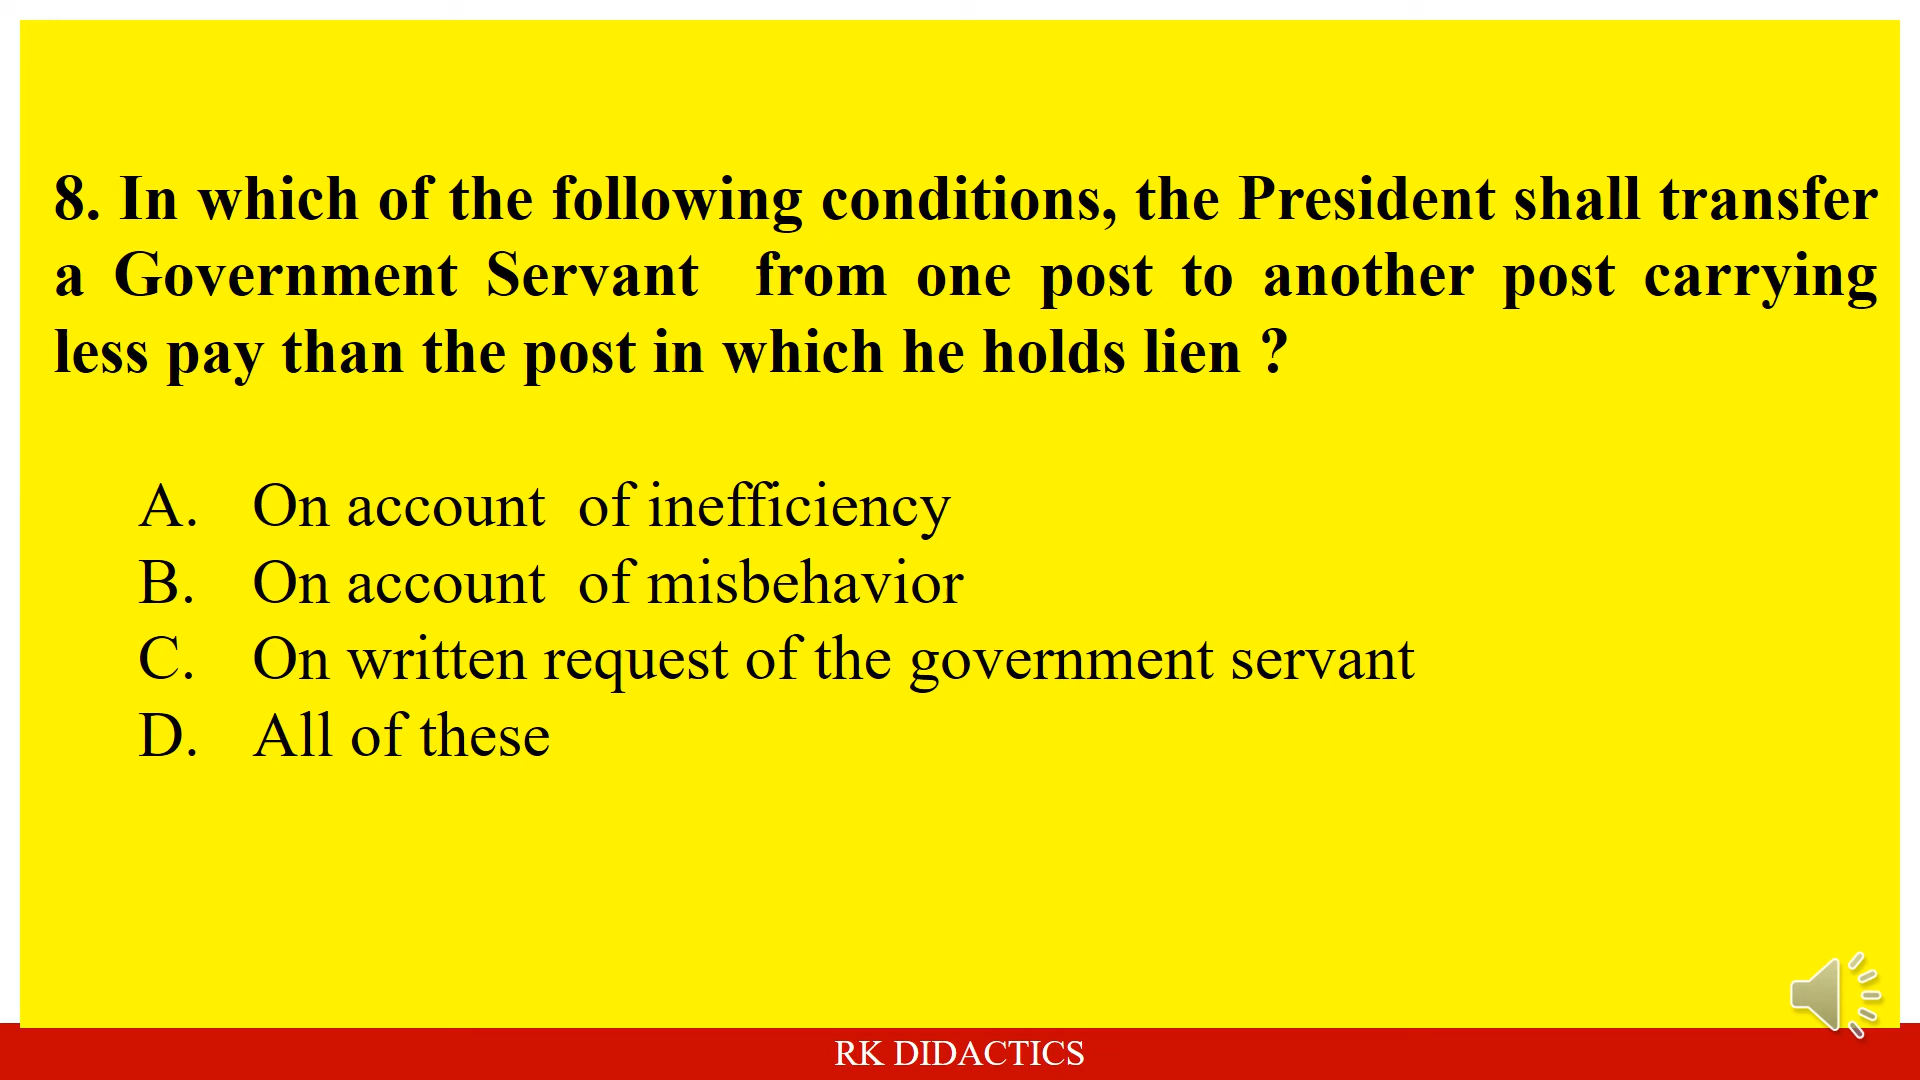 8. In which of the following conditions, the President shall transfer
a Government Servant from one post to another post carrying
less pay than the post in which he holds lien ?
A. On account of inefficiency
B. On account of misbehavior
C. On written request of the government servant
D. All of these
RK DIDACTICS